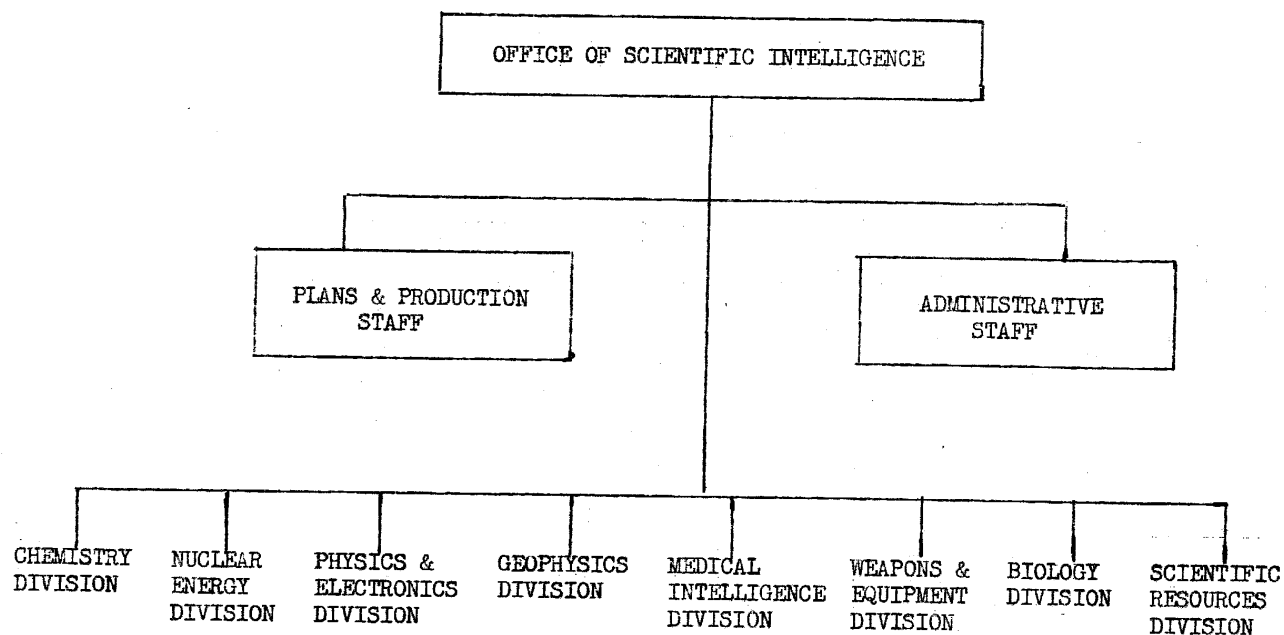 OFFICE OF SCIENTIFIC INTELLIGENCE
PLANS & PRODUCTION
STAFF
ADMINISTRATIVE
STAFF
CHEMISTRY
DIVISION
NUCLEAR
ENERGY
DIVISION
PHYSICS &
ELECTRONICS
DIVISION
GEOPHYSICS
DIVISION
MEDICAL
INTELLIGENCE
DIVISION
WEAPONS &
EQUIPMENT
DIVISION
BIOLOGY
DIVISION
SCIENTIFIC
RESOURCES
DIVISION